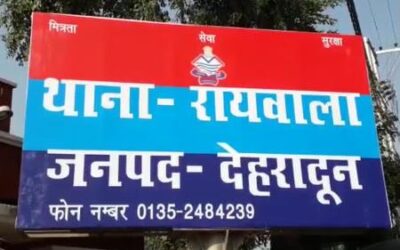 मित्रता सेवा सुरक्षा
थाना- रायवाला
जनपद- देहरादून
फोन नम्बर 0135-2484239